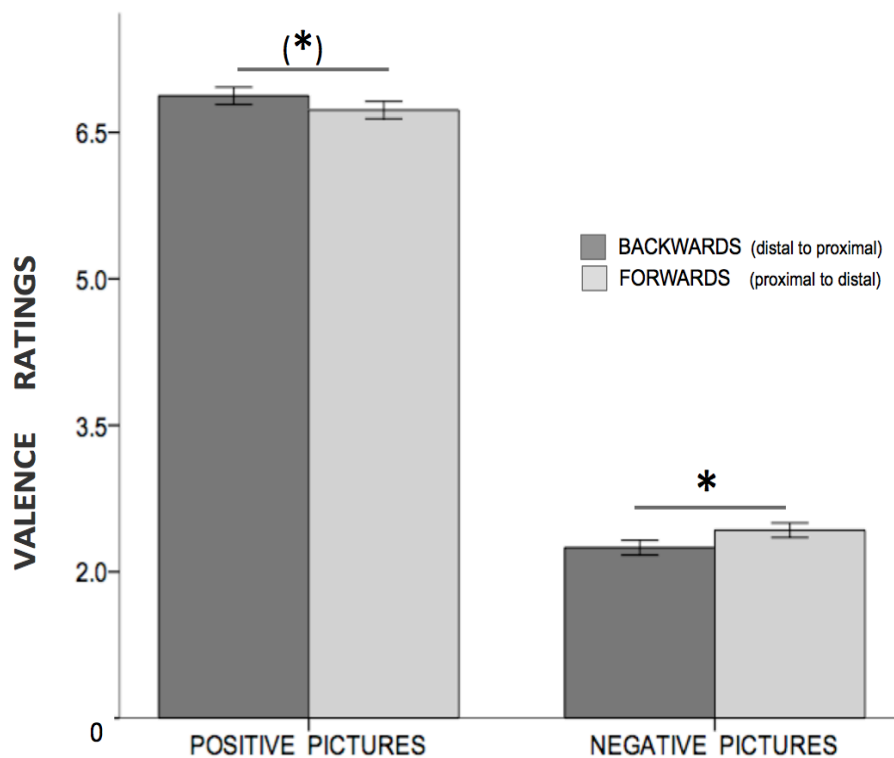 (*)
6.5
BACKWARDS (distal to proximal)
FORWARDS (proximal to distal)
5.0
VALENCE RATINGS
3.5
*
2.0
0
POSITIVE PICTURES
NEGATIVE PICTURES